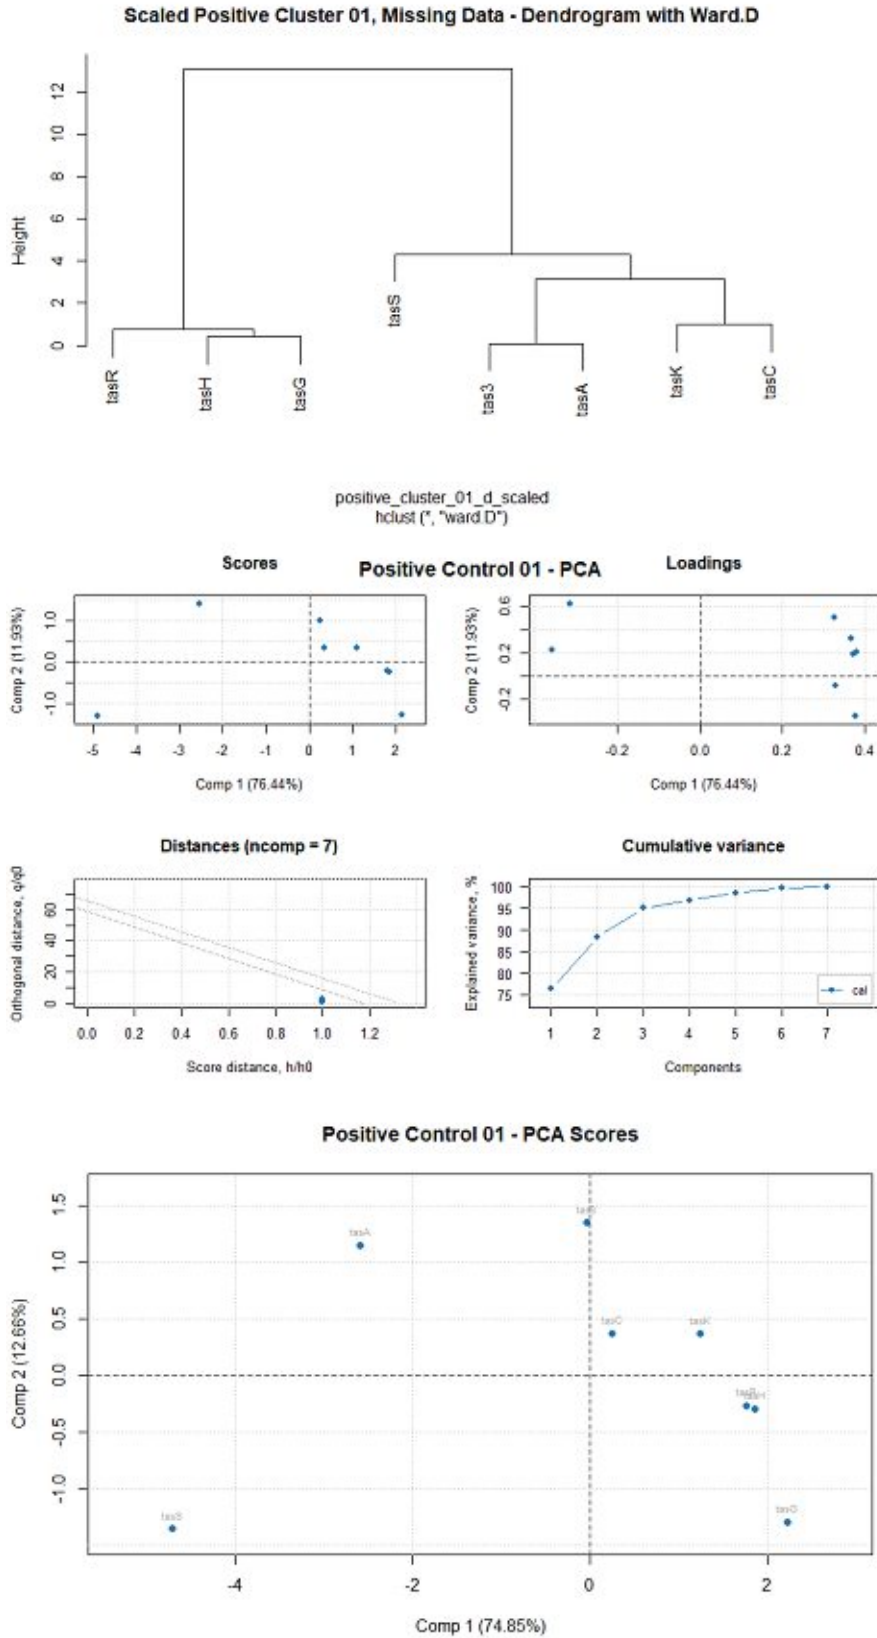 Scaled Positive Cluster 01, Missing Data - Dendrogram with Ward.D
Height
0
2
4
6
8
10
12
tasR
tasH
tasG
tasS
tas3
tasA
tasK
tasC
positive_cluster_01_d_scaled
hclust (*, "ward.D")
Positive Control 01 - PCA
Scores
Comp 2 (11.93%)
1.0
0.0
-1.0
-5 -4 -3 -2 -1 0 1 2
Comp 1 (76.44%)
Loadings
Comp 2 (11.93%)
0.6
0.2
-0.2
-0.2 0.0 0.2 0.4
Comp 1 (76.44%)
Distances (ncomp = 7)
Orthogonal distance, q/q0
60
40
20
0
0.0 0.2 0.4 0.6 0.8 1.0 1.2
Score distance, h/h0
Cumulative variance
Explained variance, %
100
95
90
85
80
75
cal
1 2 3 4 5 6 7
Components
Positive Control 01 - PCA Scores
Comp 2 (12.66%)
1.5
1.0
0.5
0.0
-0.5
-1.0
tasA
tasC
tasK
tasG
tasS
-4 -2 0 2
Comp 1 (74.85%)